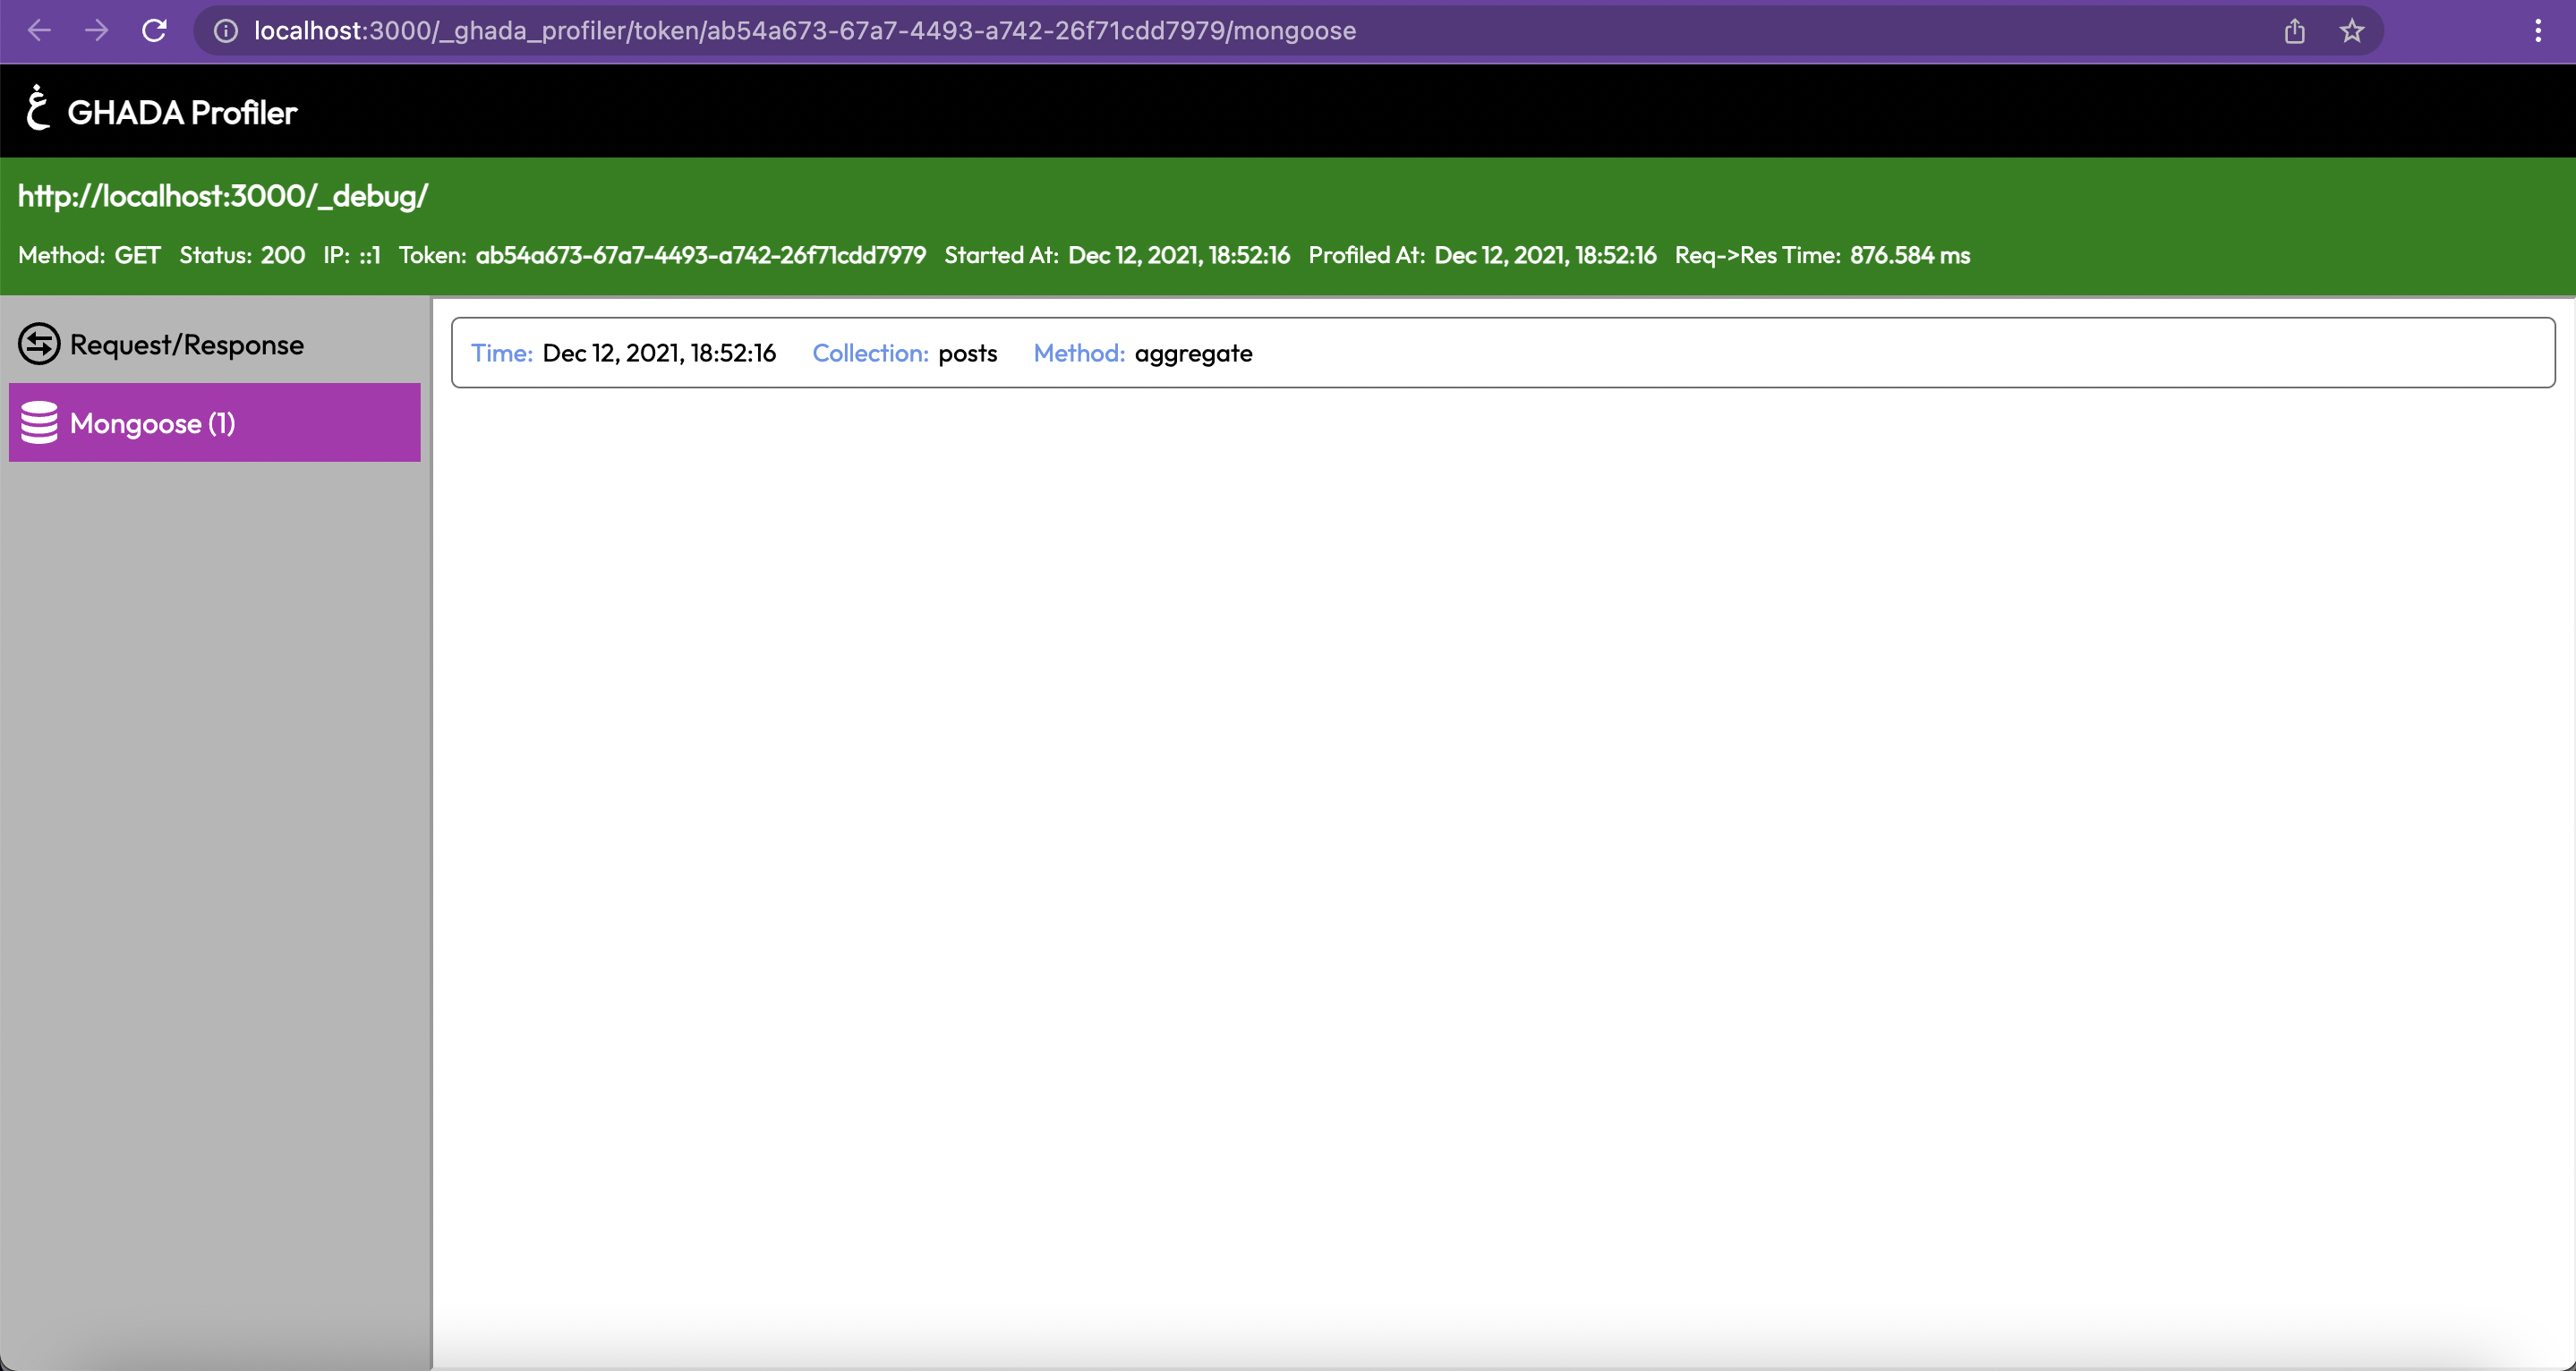 localhost:3000/_ghada_profiler/token/ab54a673-67a7-4493-a742-26f71cdd7979/mongoose
غ GHADA Profiler
http://localhost:3000/_debug/
Method: GET Status: 200 IP: ::1 Token: ab54a673-67a7-4493-a742-26f71cdd7979 Started At: Dec 12, 2021, 18:52:16 Profiled At: Dec 12, 2021, 18:52:16 Req->Res Time: 876.584 ms
Request/Response
Mongoose (1)
Time: Dec 12, 2021, 18:52:16 Collection: posts Method: aggregate